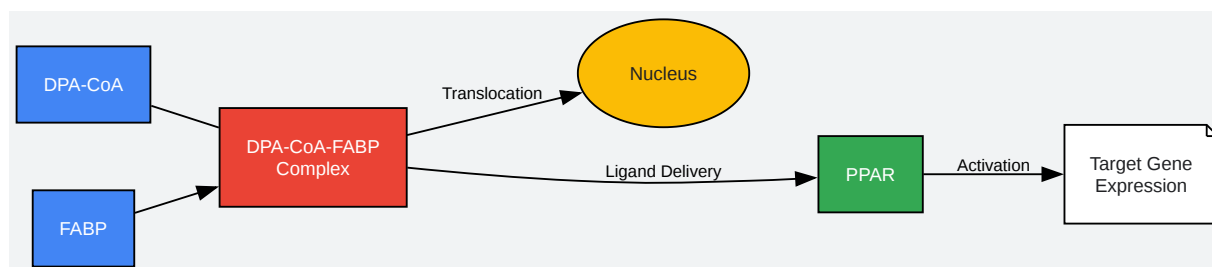 DPA-CoA
FABP
DPA-CoA-FABP
Complex
Translocation
Nucleus
Ligand Delivery
PPAR
Activation
Target Gene
Expression